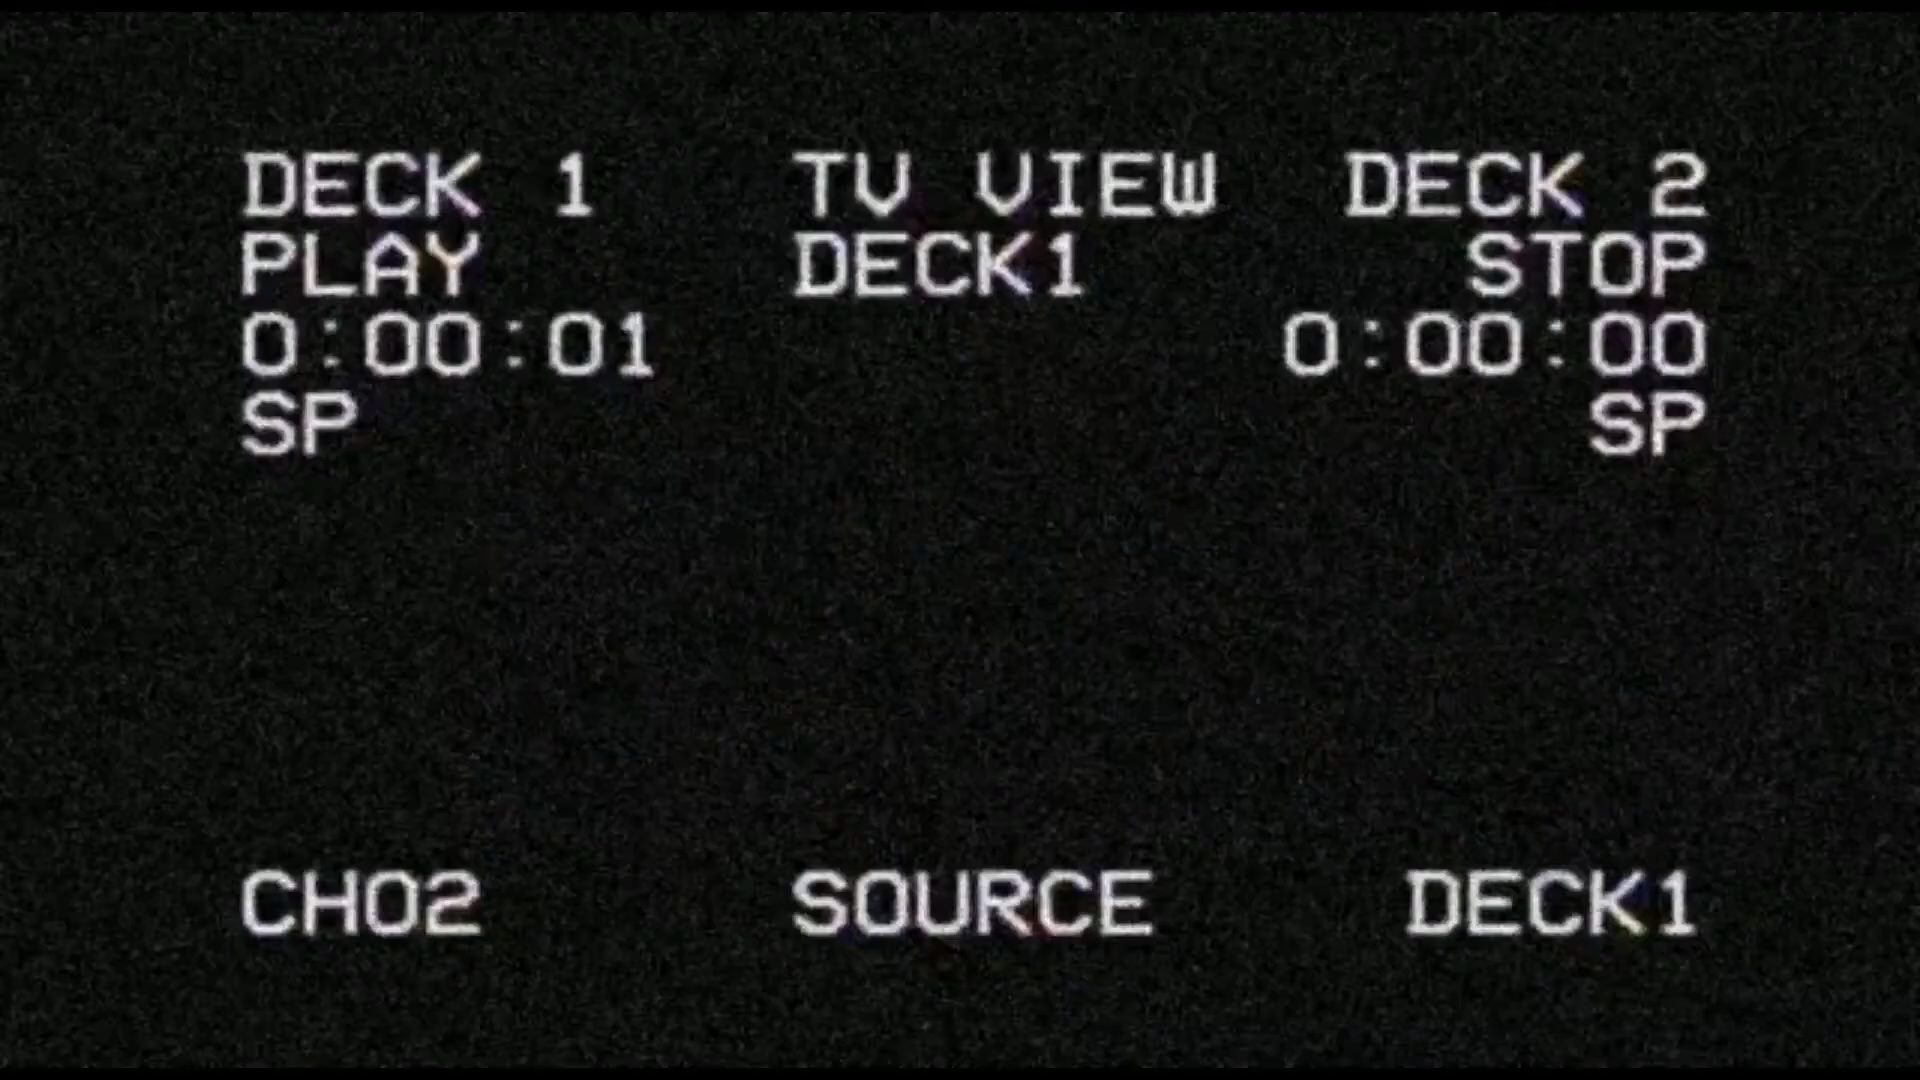 DECK 1 TV VIEW DECK 2
PLAY DECK1 STOP
0:00:01 0:00:00
SP SP
CH02 SOURCE DECK1